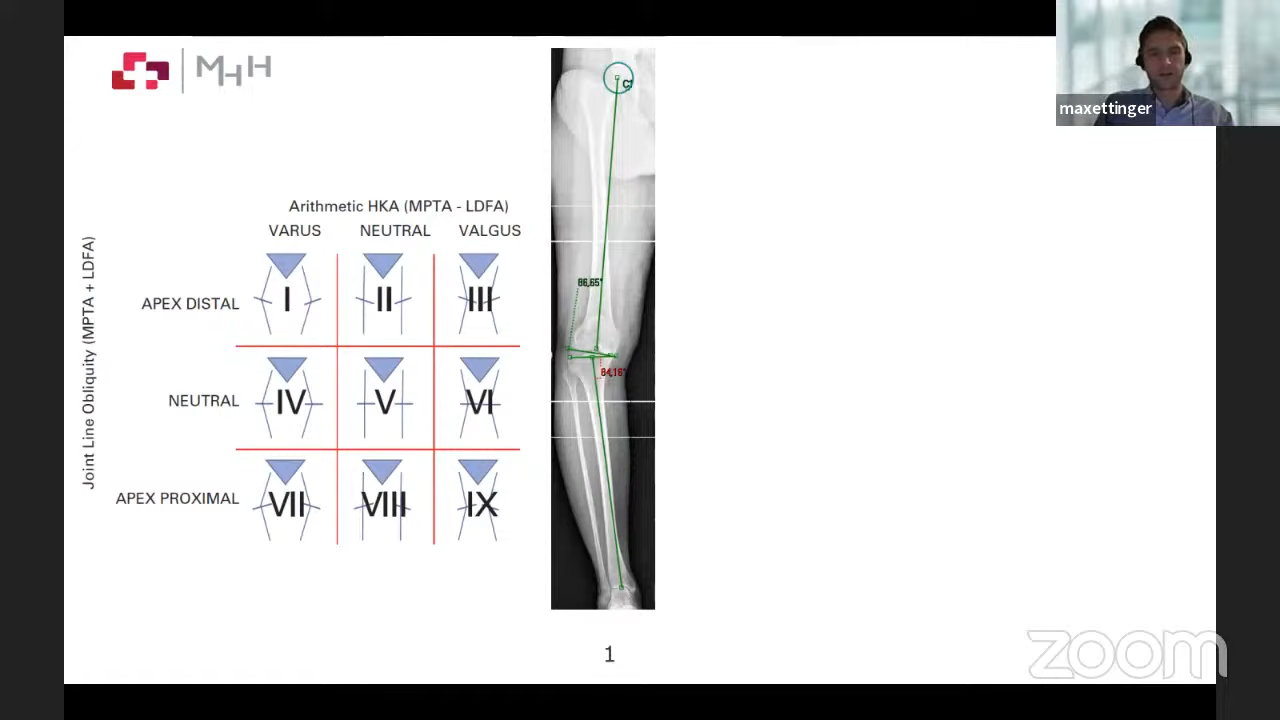 MHH
maxettinger
Arithmetic HKA (MPTA - LDFA)
VARUS NEUTRAL VALGUS
Joint Line Obliquity (MPTA + LDFA)
APEX DISTAL
I II III
NEUTRAL
IV V VI
APEX PROXIMAL
VII VIII IX
86,65°
84,16°
1
zoom